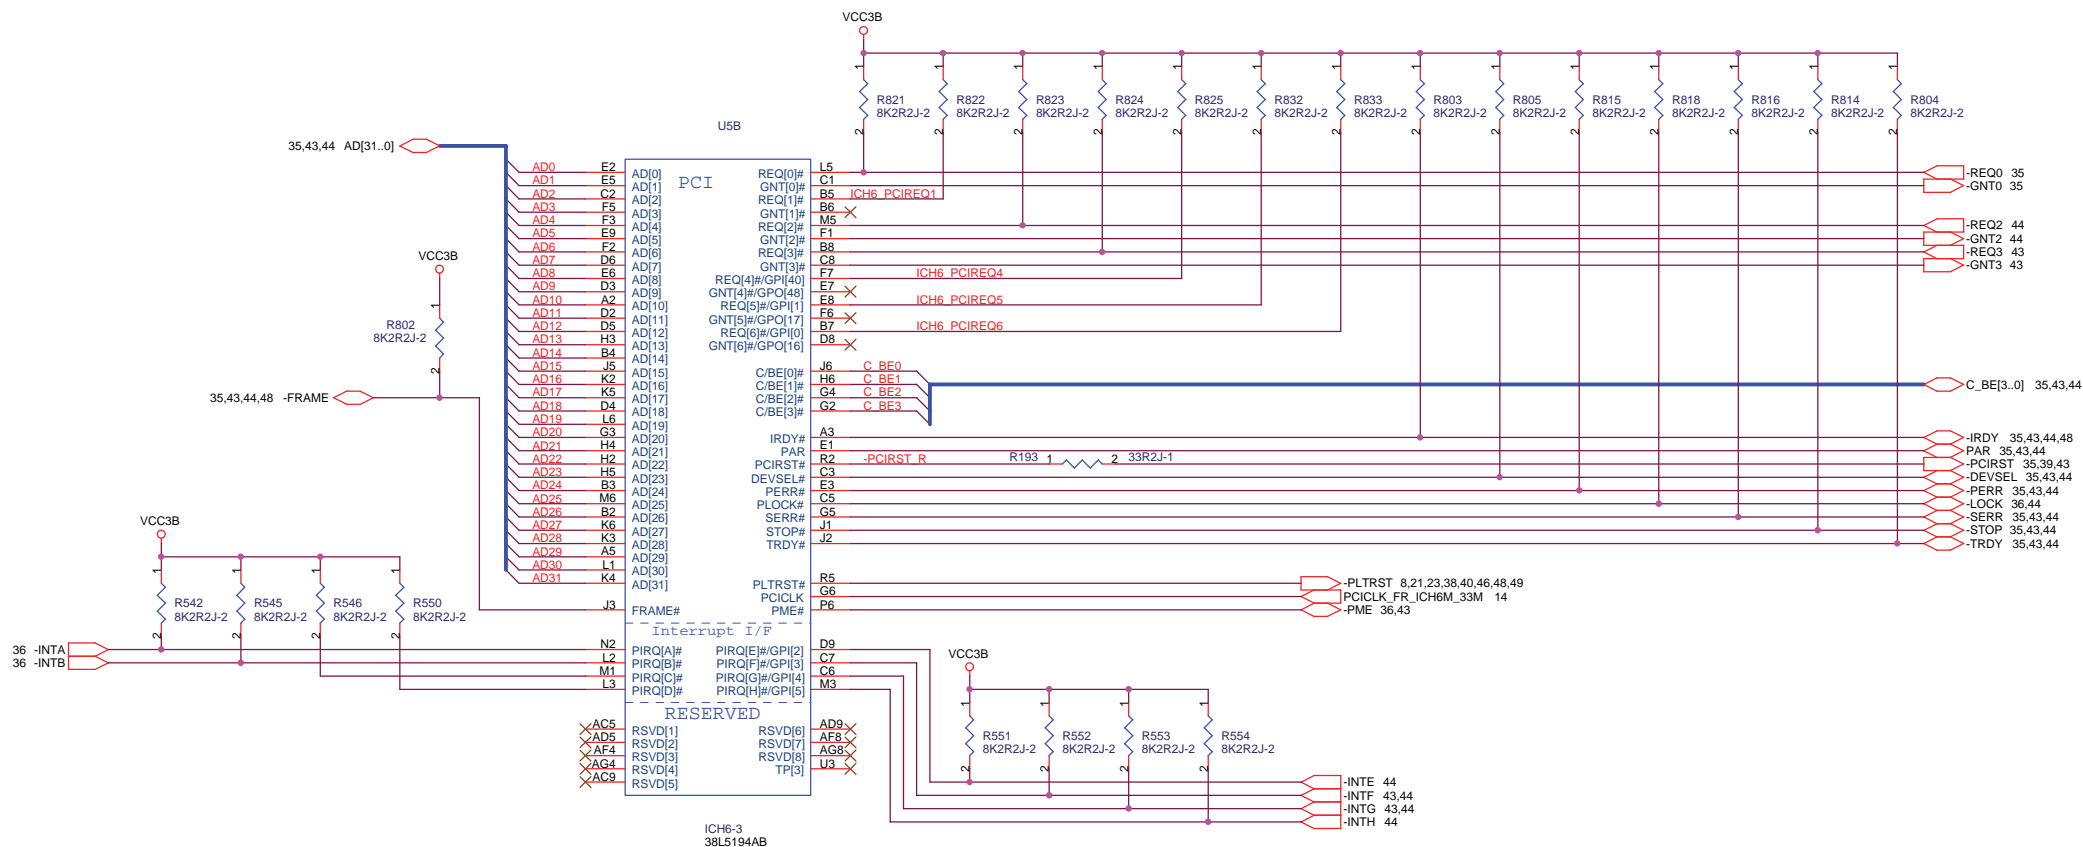 VCC3B
R821
8K2R2J-2
R822
8K2R2J-2
R823
8K2R2J-2
R824
8K2R2J-2
R825
8K2R2J-2
R832
8K2R2J-2
R833
8K2R2J-2
R803
8K2R2J-2
R805
8K2R2J-2
R815
8K2R2J-2
R818
8K2R2J-2
R816
8K2R2J-2
R814
8K2R2J-2
R804
8K2R2J-2
U5B
35,43,44 AD[31..0]
PCI
AD0 E2 AD[0]
AD1 E5 AD[1]
AD2 C2 AD[2]
AD3 F5 AD[3]
AD4 F3 AD[4]
AD5 E9 AD[5]
AD6 F2 AD[6]
AD7 D6 AD[7]
AD8 E6 AD[8]
AD9 D3 AD[9]
AD10 A2 AD[10]
AD11 D2 AD[11]
AD12 D5 AD[12]
AD13 H3 AD[13]
AD14 B4 AD[14]
AD15 J5 AD[15]
AD16 K2 AD[16]
AD17 K5 AD[17]
AD18 D4 AD[18]
AD19 L6 AD[19]
AD20 G3 AD[20]
AD21 H4 AD[21]
AD22 H2 AD[22]
AD23 H5 AD[23]
AD24 B3 AD[24]
AD25 M6 AD[25]
AD26 B2 AD[26]
AD27 K6 AD[27]
AD28 K3 AD[28]
AD29 A5 AD[29]
AD30 L1 AD[30]
AD31 K4 AD[31]
J3 FRAME#
VCC3B
1
R802
8K2R2J-2
2
35,43,44,48 -FRAME
REQ[0]# L5 -REQ0 35
GNT[0]# C1 -GNT0 35
REQ[1]# B5 ICH6_PCIREQ1
GNT[1]# B6
REQ[2]# M5 -REQ2 44
GNT[2]# F1 -GNT2 44
REQ[3]# B8 -REQ3 43
GNT[3]# C8 -GNT3 43
REQ[4]#/GPI[40] F7 ICH6_PCIREQ4
GNT[4]#/GPO[48] E7
REQ[5]#/GPI[1] E8 ICH6_PCIREQ5
GNT[5]#/GPO[17] F6
REQ[6]#/GPI[0] B7 ICH6_PCIREQ6
GNT[6]#/GPO[16] D8
C/BE[0]# J6 C_BE0
C/BE[1]# H6 C_BE1
C/BE[2]# G4 C_BE2
C/BE[3]# G2 C_BE3
C_BE[3..0] 35,43,44
IRDY# A3 -IRDY 35,43,44,48
PAR E1 PAR 35,43,44
PCIRST# R2 -PCIRST_R R193 1 2 33R2J-1 -PCIRST 35,39,43
DEVSEL# C3 -DEVSEL 35,43,44
PERR# E3 -PERR 35,43,44
PLOCK# C5 -LOCK 36,44
SERR# G5 -SERR 35,43,44
STOP# J1 -STOP 35,43,44
TRDY# J2 -TRDY 35,43,44
PLTRST# R5 -PLTRST 8,21,23,38,40,46,48,49
PCICLK G6 PCICLK_FR_ICH6M_33M 14
PME# P6 -PME 36,43
VCC3B
R542
8K2R2J-2
R545
8K2R2J-2
R546
8K2R2J-2
R550
8K2R2J-2
Interrupt I/F
36 -INTA N2 PIRQ[A]#
36 -INTB L2 PIRQ[B]#
M1 PIRQ[C]#
L3 PIRQ[D]#
PIRQ[E]#/GPI[2] D9
PIRQ[F]#/GPI[3] C7
PIRQ[G]#/GPI[4] C6
PIRQ[H]#/GPI[5] M3
VCC3B
R551
8K2R2J-2
R552
8K2R2J-2
R553
8K2R2J-2
R554
8K2R2J-2
-INTE 44
-INTF 43,44
-INTG 43,44
-INTH 44
RESERVED
AC5 RSVD[1]
AD5 RSVD[2]
AF4 RSVD[3]
AG4 RSVD[4]
AC9 RSVD[5]
RSVD[6] AD9
RSVD[7] AF8
RSVD[8] AG8
TP[3] U3
ICH6-3
38L5194AB